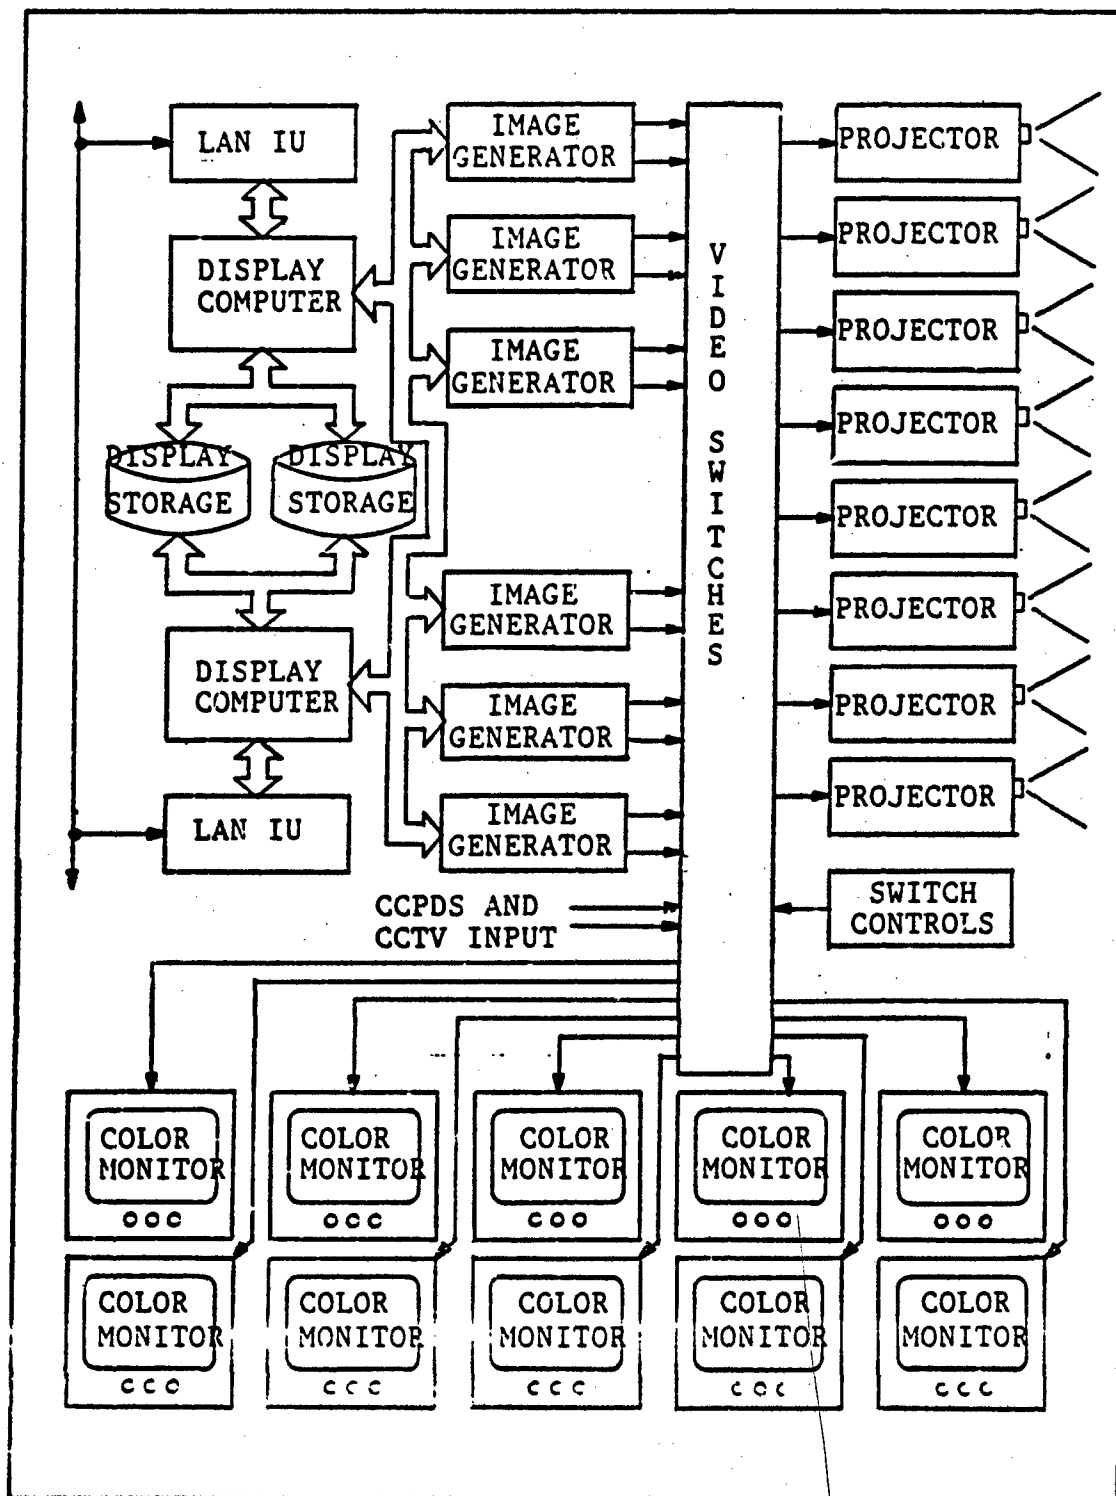 LAN IU
DISPLAY
COMPUTER
DISPLAY
STORAGE
DISPLAY
STORAGE
DISPLAY
COMPUTER
LAN IU
IMAGE
GENERATOR
IMAGE
GENERATOR
IMAGE
GENERATOR
IMAGE
GENERATOR
IMAGE
GENERATOR
IMAGE
GENERATOR
CCPDS AND
CCTV INPUT
VIDEO SWITCHES
PROJECTOR
PROJECTOR
PROJECTOR
PROJECTOR
PROJECTOR
PROJECTOR
PROJECTOR
PROJECTOR
SWITCH
CONTROLS
COLOR
MONITOR
COLOR
MONITOR
COLOR
MONITOR
COLOR
MONITOR
COLOR
MONITOR
COLOR
MONITOR
COLOR
MONITOR
COLOR
MONITOR
COLOR
MONITOR
COLOR
MONITOR